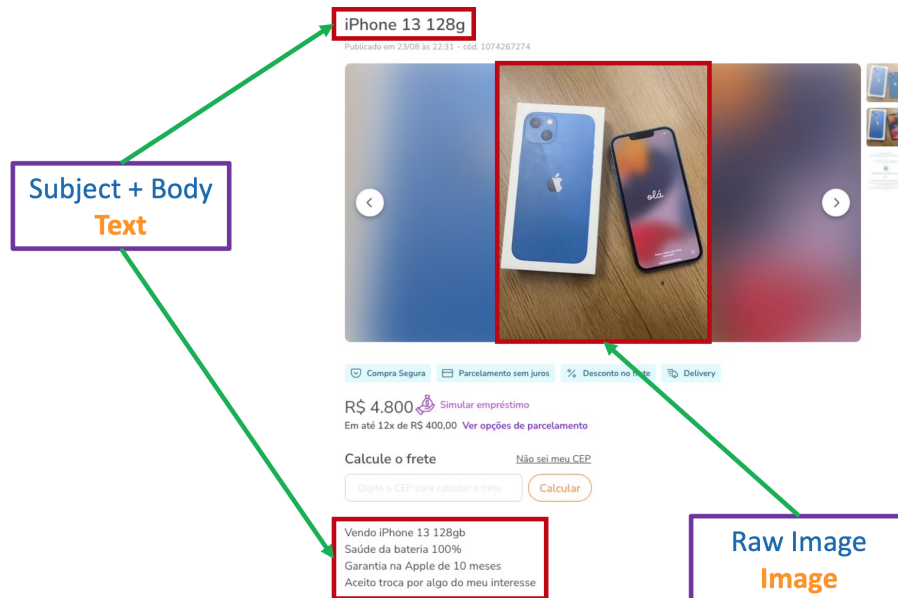 iPhone 13 128g
Publicado em 23/08 às 22:31 - cód. 1074267274
Subject + Body
Text
olá
Compra Segura
Parcelamento sem juros
Desconto no frete
Delivery
R$ 4.800
Simular empréstimo
Em até 12x de R$ 400,00 Ver opções de parcelamento
Calcule o frete
Não sei meu CEP
Digite o CEP para calcular o frete
Calcular
Vendo iPhone 13 128gb
Saúde da bateria 100%
Garantia na Apple de 10 meses
Aceito troca por algo do meu interesse
Raw Image
Image